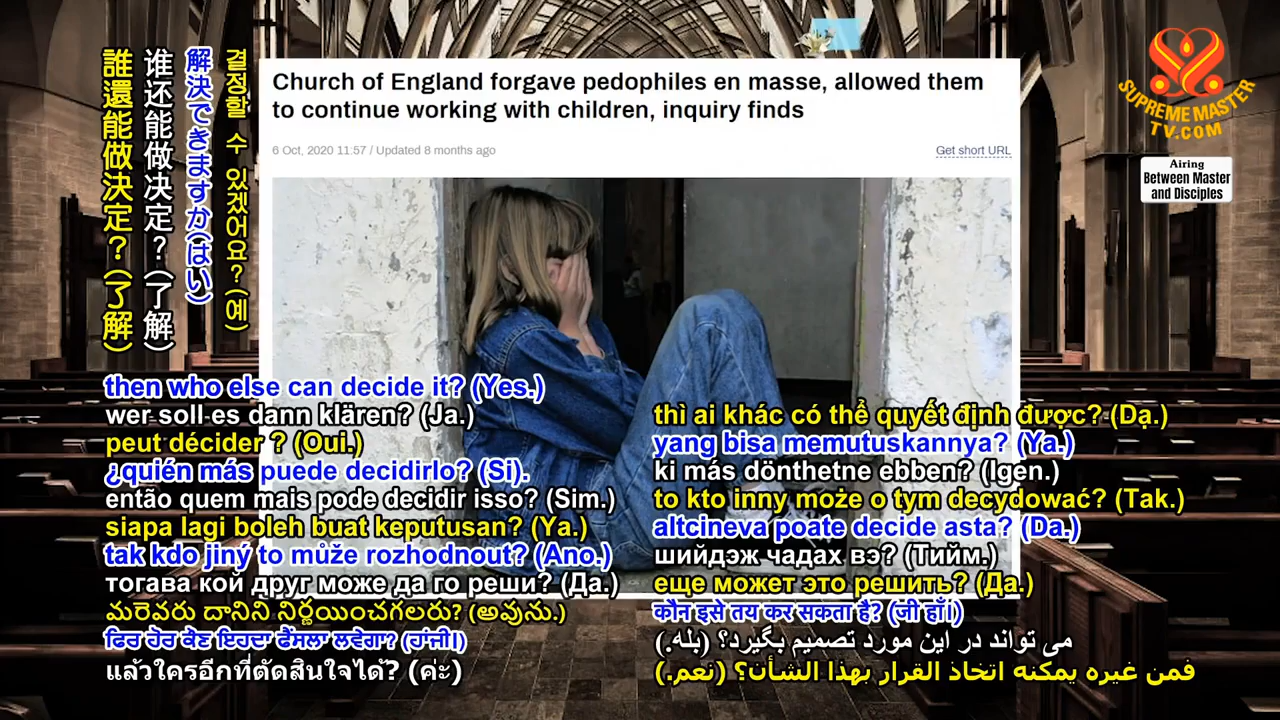 Church of England forgave pedophiles en masse, allowed them
to continue working with children, inquiry finds
6 Oct, 2020 11:57 / Updated 8 months ago
Get short URL
SUPREME MASTER
TV.COM
Airing
Between Master
and Disciples
결정할 수 있겠어요? (예)
解決できますか(はい)
谁还能做决定？(了解)
誰還能做決定？(了解)
then who else can decide it? (Yes.)
wer soll es dann klären? (Ja.)
peut décider ? (Oui.)
¿quién más puede decidirlo? (Si).
então quem mais pode decidir isso? (Sim.)
siapa lagi boleh buat keputusan? (Ya.)
tak kdo jiný to může rozhodnout? (Ano.)
тогава кой друг може да го реши? (Да.)
మరెవరు దానిని నిర్ణయించగలరు? (అవును.)
ਫਿਰ ਹੋਰ ਕੌਣ ਇਹਦਾ ਫੈਂਸਲਾ ਲਵੇਗਾ? (ਹਾਂਜੀ।)
แล้วใครอีกที่ตัดสินใจได้? (ค่ะ)
thì ai khác có thể quyết định được? (Dạ.)
yang bisa memutuskannya? (Ya.)
ki más dönthetne ebben? (Igen.)
to kto inny może o tym decydować? (Tak.)
altcineva poate decide asta? (Da.)
шийдэж чадах вэ? (Тийм.)
еще может это решить? (Да.)
कौन इसे तय कर सकता है? (जी हाँ।)
می تواند در این مورد تصمیم بگیرد؟ (بله.)
فمن غيره يمكنه اتخاذ القرار بهذا الشأن؟ (نعم.)